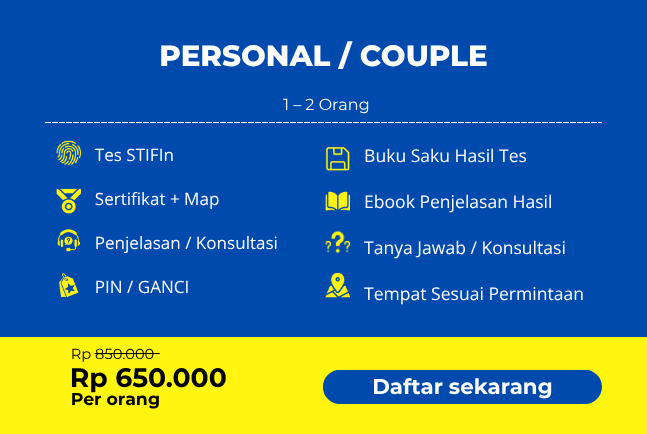 PERSONAL / COUPLE
1 – 2 Orang
Tes STIFIn
Sertifikat + Map
Penjelasan / Konsultasi
PIN / GANCI
Buku Saku Hasil Tes
Ebook Penjelasan Hasil
Tanya Jawab / Konsultasi
Tempat Sesuai Permintaan
Rp 850.000
Rp 650.000
Per orang
Daftar sekarang